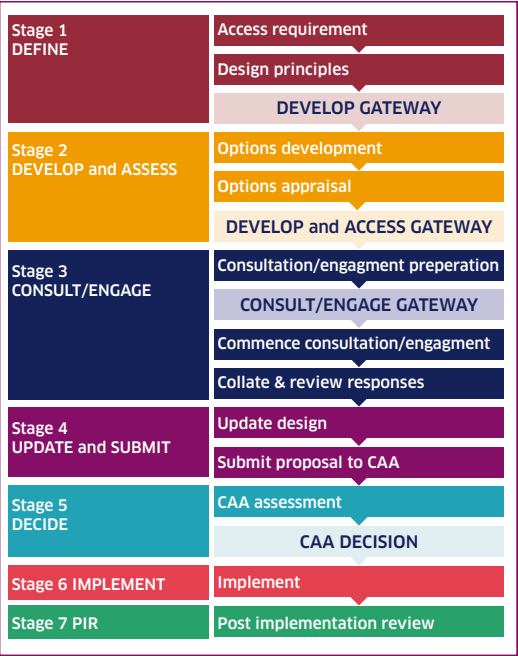 Stage 1
DEFINE
Access requirement
Design principles
DEVELOP GATEWAY
Stage 2
DEVELOP and ASSESS
Options development
Options appraisal
DEVELOP and ACCESS GATEWAY
Stage 3
CONSULT/ENGAGE
Consultation/engagment preperation
CONSULT/ENGAGE GATEWAY
Commence consultation/engagment
Collate & review responses
Stage 4
UPDATE and SUBMIT
Update design
Submit proposal to CAA
Stage 5
DECIDE
CAA assessment
CAA DECISION
Stage 6 IMPLEMENT
Implement
Stage 7 PIR
Post implementation review